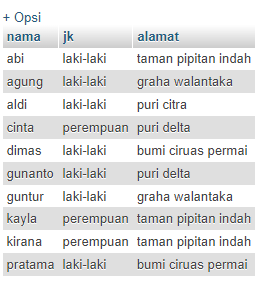 + Opsi
nama jk alamat
abi laki-laki taman pipitan indah
agung laki-laki graha walantaka
aldi laki-laki puri citra
cinta perempuan puri delta
dimas laki-laki bumi ciruas permai
gunanto laki-laki puri delta
guntur laki-laki graha walantaka
kayla perempuan taman pipitan indah
kirana perempuan taman pipitan indah
pratama laki-laki bumi ciruas permai